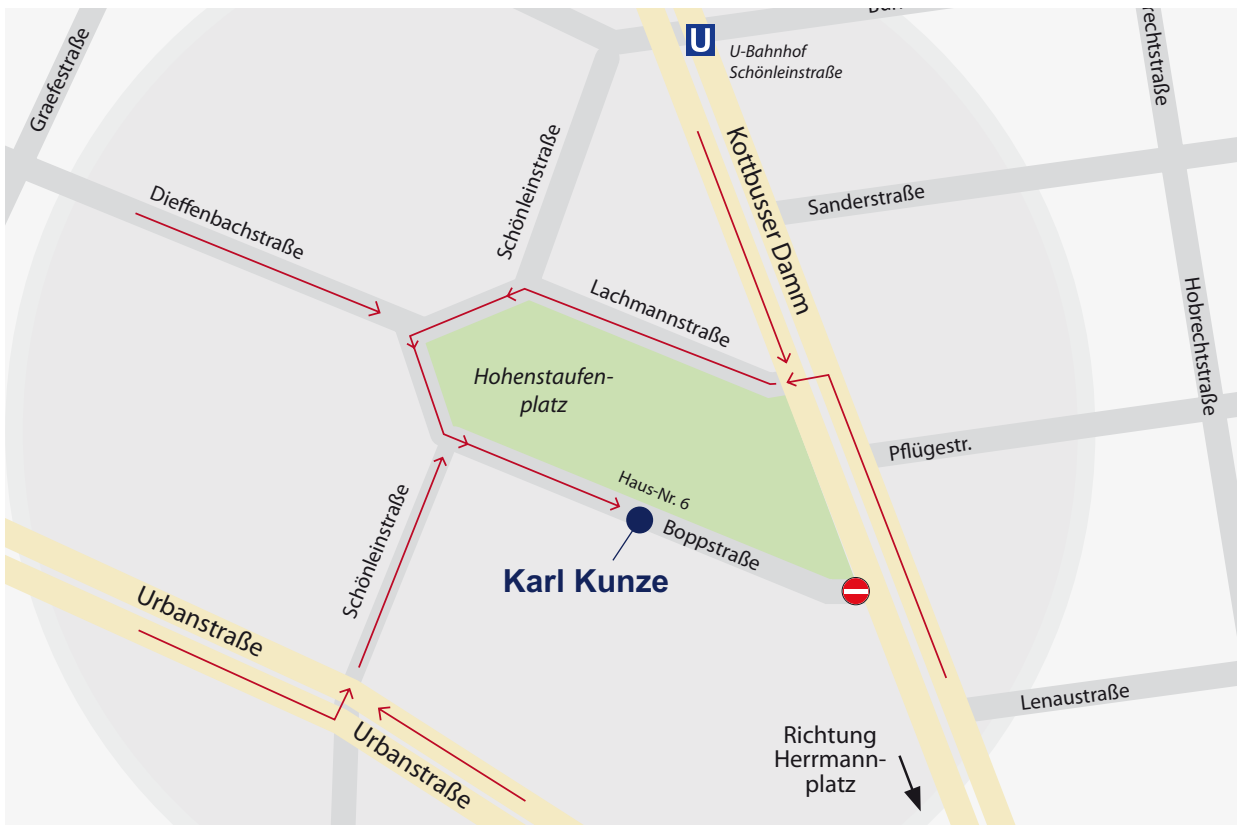 U
U-Bahnhof
Schönleinstraße
Graefestraße
rechtstraße
Dieffenbachstraße
Schönleinstraße
Kottbusser Damm
Sanderstraße
Lachmannstraße
Hobrechtstraße
Hohenstaufen-
platz
Pflügestr.
Haus-Nr. 6
Boppstraße
Karl Kunze
Schönleinstraße
Urbanstraße
Urbanstraße
Lenaustraße
Richtung
Herrmann-
platz